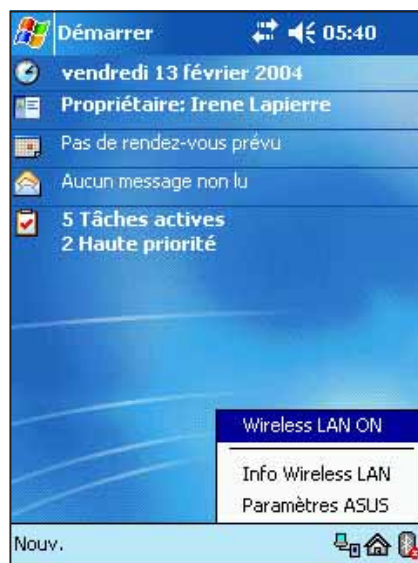 Démarrer 05:40
vendredi 13 février 2004
Propriétaire: Irene Lapierre
Pas de rendez-vous prévu
Aucun message non lu
5 Tâches actives
2 Haute priorité
Wireless LAN ON
Info Wireless LAN
Paramètres ASUS
Nouv.